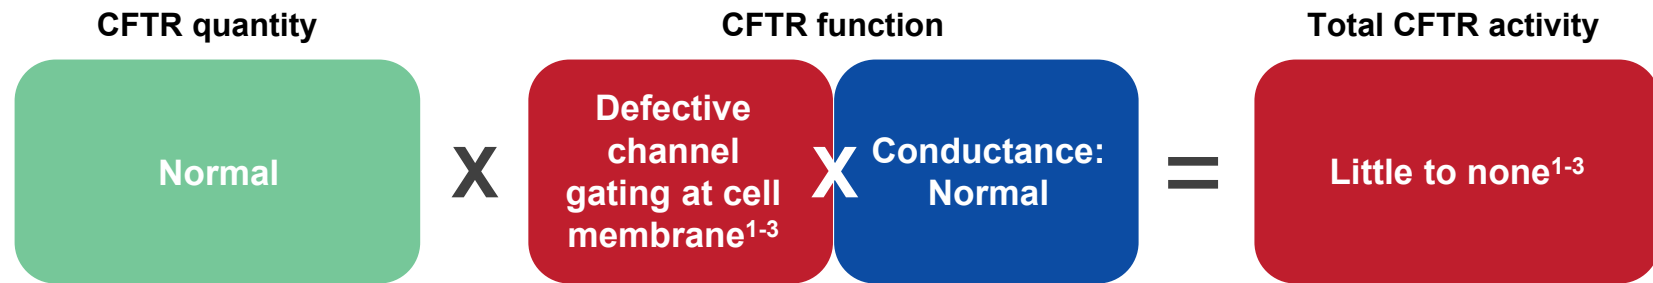 CFTR quantity
CFTR function
Total CFTR activity
Normal
X
Defective
channel
gating at cell
membrane1-3
X
Conductance:
Normal
=
Little to none1-3